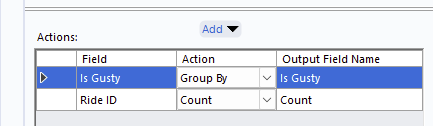 Add
Actions:
Field Action Output Field Name
Is Gusty Group By Is Gusty
Ride ID Count Count